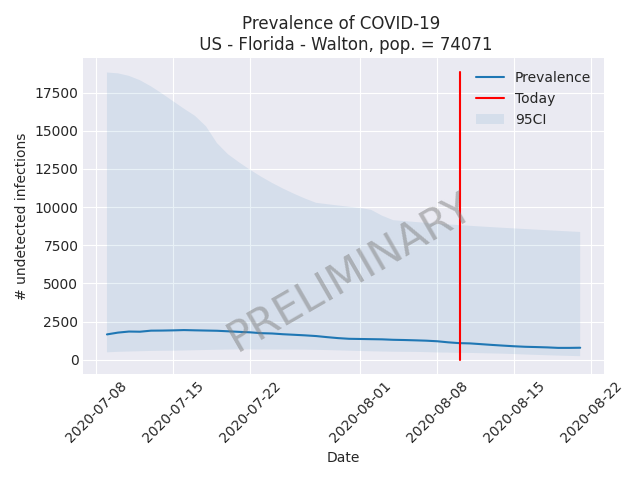 Prevalence of COVID-19
US - Florida - Walton, pop. = 74071
# undetected infections
17500
15000
12500
10000
7500
5000
2500
0
Prevalence
Today
95CI
PRELIMINARY
2020-07-08
2020-07-15
2020-07-22
2020-08-01
2020-08-08
2020-08-15
2020-08-22
Date